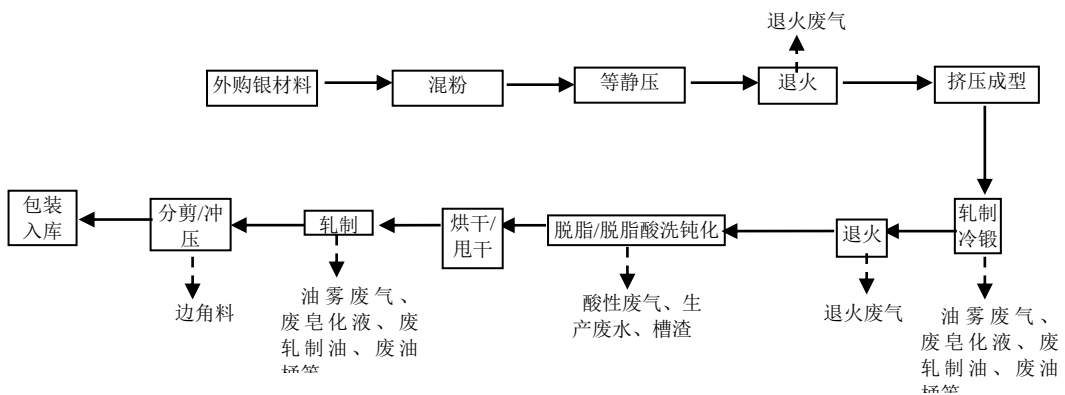 退火废气
外购银材料
混粉
等静压
退火
挤压成型
包装
入库
分剪/冲
压
轧制
烘干/
甩干
脱脂/脱脂酸洗钝化
退火
轧制
冷锻
边角料
油雾废气、
废皂化液、废
轧制油、废油
桶等
酸性废气、生
产废水、槽渣
退火废气
油雾废气、
废皂化液、废
轧制油、废油
桶等